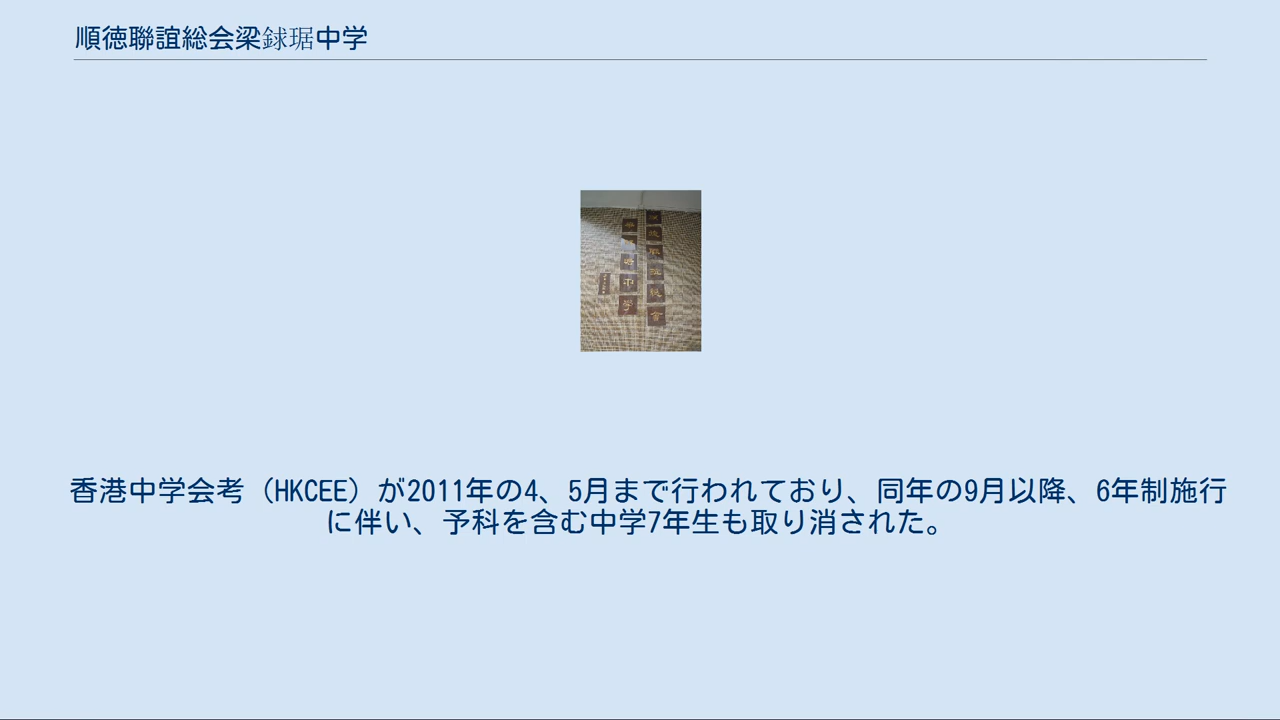 順徳聯誼総会梁銶琚中学
香港中学会考（HKCEE）が2011年の4、5月まで行われており、同年の9月以降、6年制施行
に伴い、予科を含む中学7年生も取り消された。